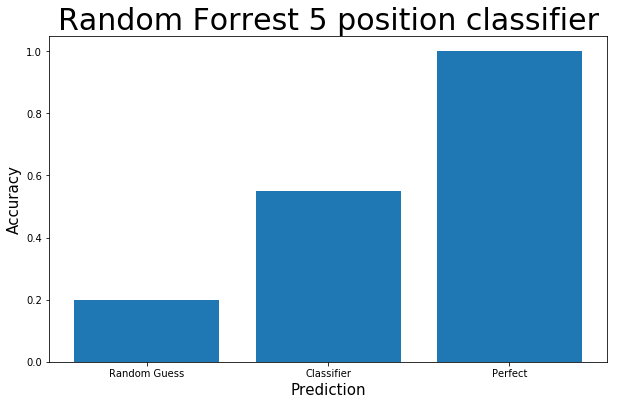 Random Forrest 5 position classifier
Accuracy
1.0
0.8
0.6
0.4
0.2
0.0
Random Guess
Classifier
Perfect
Prediction